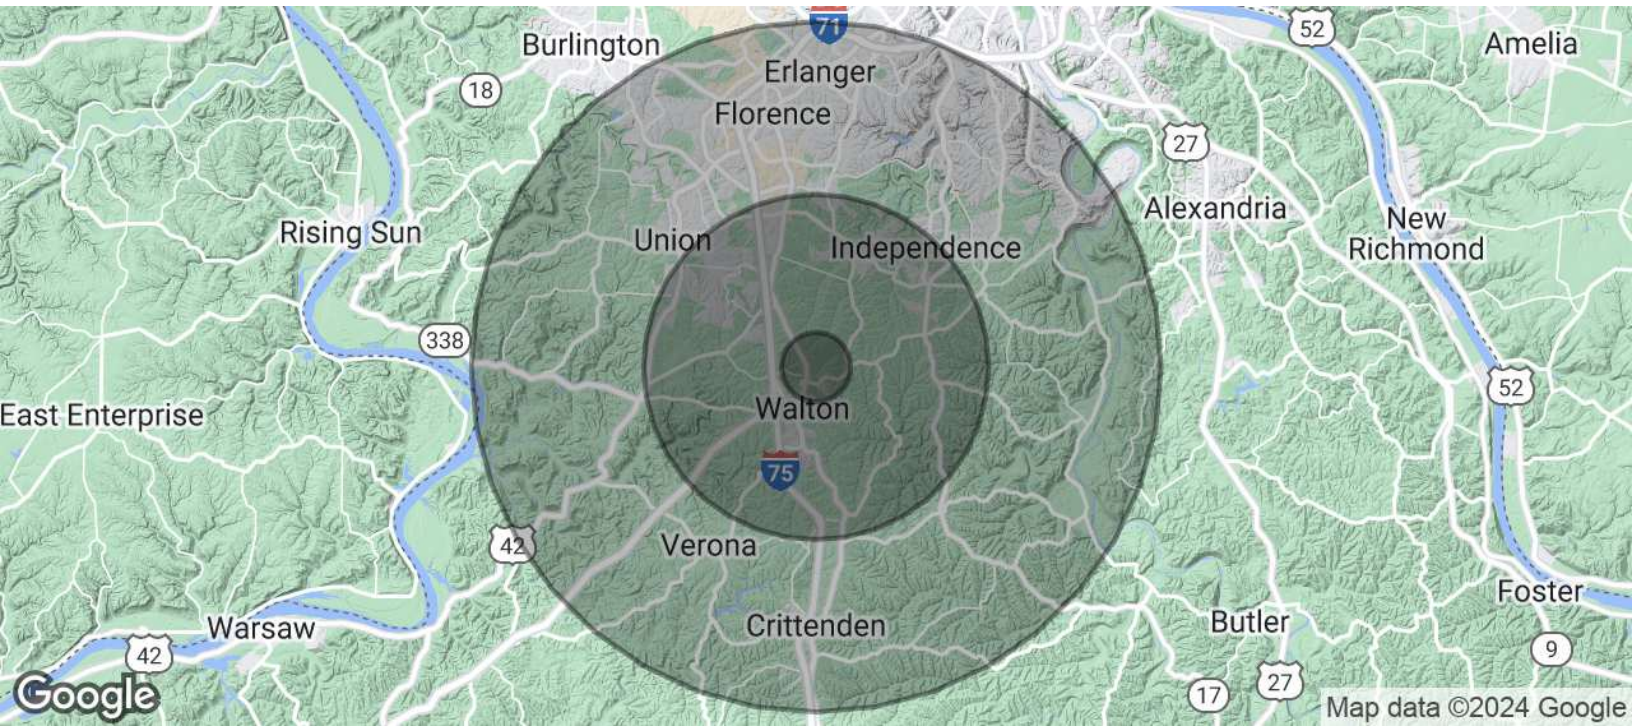 71
52
Burlington
Amelia
Erlanger
18
Florence
27
Alexandria
New
Richmond
Rising Sun
Union
Independence
338
52
East Enterprise
Walton
75
42
Verona
Foster
Crittenden
Butler
Warsaw
42
9
27
17
Google
Map data ©2024 Google